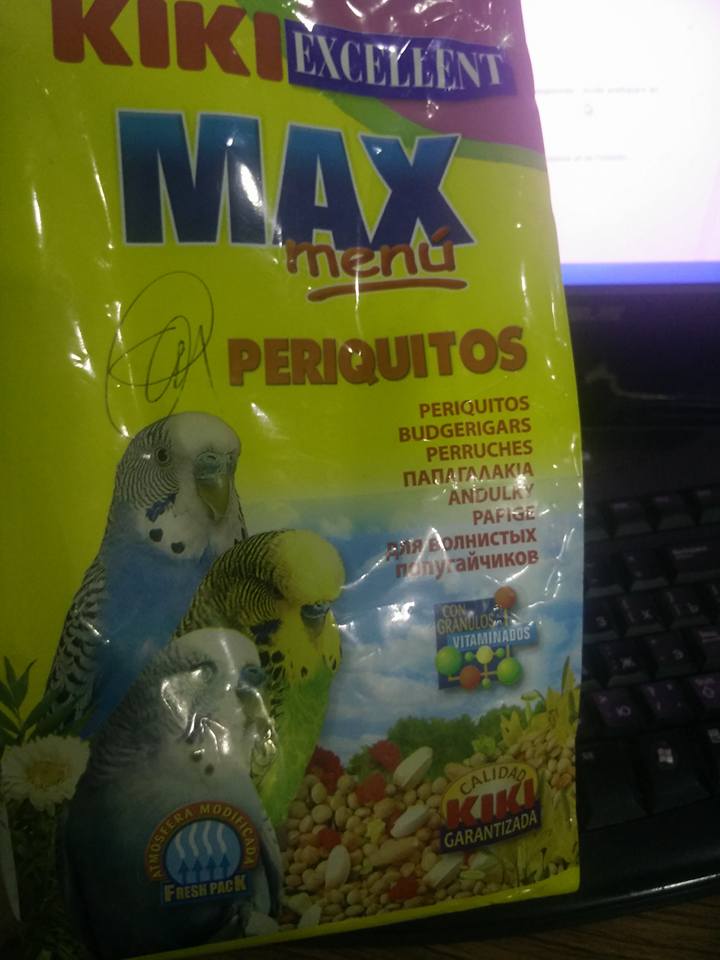 KIKI EXCELLENT
MAX
menú
PERIQUITOS
PERIQUITOS
BUDGERIGARS
PERRUCHES
ΠΑΠΑΓΑΛΑΚΙΑ
ANDULKY
PAPIGE
для волнистых
попугайчиков
CON
GRANULOS
VITAMINADOS
CALIDAD
KIKI
GARANTIZADA
ATMOSFERA MODIFICADA
FRESH PACK